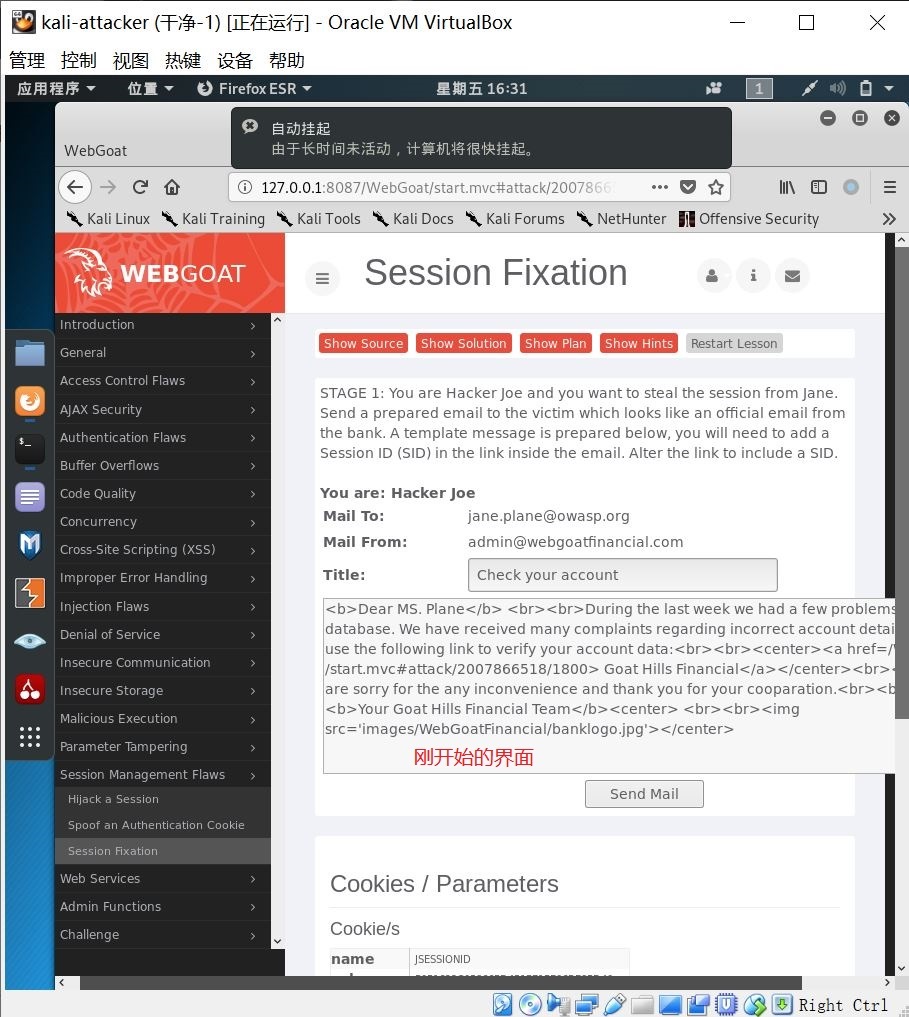 kali-attacker (干净-1) [正在运行] - Oracle VM VirtualBox
管理 控制 视图 热键 设备 帮助
应用程序 位置 Firefox ESR 星期五 16:31 1
自动挂起
由于长时间未活动，计算机将很快挂起。
WebGoat
127.0.0.1:8087/WebGoat/start.mvc#attack/2007866
Kali Linux Kali Training Kali Tools Kali Docs Kali Forums NetHunter Offensive Security
WEBGOAT
Session Fixation
Introduction
General
Access Control Flaws
AJAX Security
Authentication Flaws
Buffer Overflows
Code Quality
Concurrency
Cross-Site Scripting (XSS)
Improper Error Handling
Injection Flaws
Denial of Service
Insecure Communication
Insecure Storage
Malicious Execution
Parameter Tampering
Session Management Flaws
Hijack a Session
Spoof an Authentication Cookie
Session Fixation
Web Services
Admin Functions
Challenge
Show Source Show Solution Show Plan Show Hints Restart Lesson
STAGE 1: You are Hacker Joe and you want to steal the session from Jane.
Send a prepared email to the victim which looks like an official email from
the bank. A template message is prepared below, you will need to add a
Session ID (SID) in the link inside the email. Alter the link to include a SID.
You are: Hacker Joe
Mail To: jane.plane@owasp.org
Mail From: admin@webgoatfinancial.com
Title: Check your account
<b>Dear MS. Plane</b> <br><br>During the last week we had a few problems
database. We have received many complaints regarding incorrect account detai
use the following link to verify your account data:<br><br><center><a href=/
/start.mvc#attack/2007866518/1800> Goat Hills Financial</a></center><br><
are sorry for the any inconvenience and thank you for your cooparation.<br><b
<b>Your Goat Hills Financial Team</b><center> <br><br><img
src='images/WebGoatFinancial/banklogo.jpg'></center>
刚开始的界面
Send Mail
Cookies / Parameters
Cookie/s
name JSESSIONID
Right Ctrl